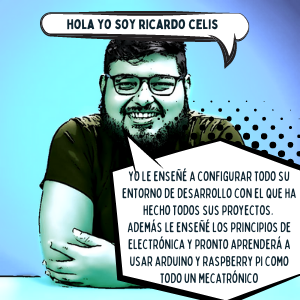 HOLA YO SOY RICARDO CELIS
YO LE ENSEÑÉ A CONFIGURAR TODO SU
ENTORNO DE DESARROLLO CON EL QUE HA
HECHO TODOS SUS PROYECTOS.
ADEMÁS LE ENSEÑÉ LOS PRINCIPIOS DE
ELECTRÓNICA Y PRONTO APRENDERÁ A
USAR ARDUINO Y RASPBERRY PI COMO
TODO UN MECATRÓNICO